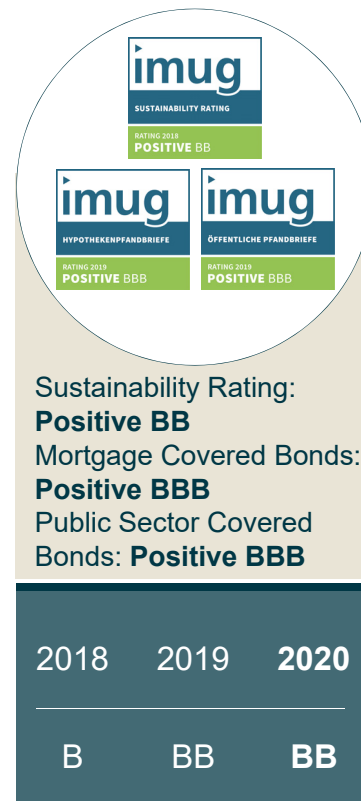 imug
SUSTAINABILITY RATING
RATING 2018
POSITIVE BB
imug
HYPOTHEKENPFANDBRIEFE
RATING 2019
POSITIVE BBB
imug
ÖFFENTLICHE PFANDBRIEFE
RATING 2019
POSITIVE BBB
Sustainability Rating:
Positive BB
Mortgage Covered Bonds:
Positive BBB
Public Sector Covered
Bonds: Positive BBB
2018 2019 2020
B BB BB